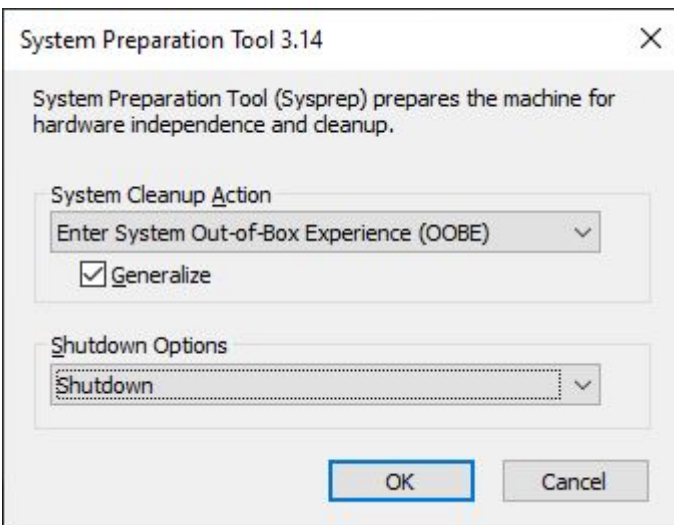 System Preparation Tool 3.14
System Preparation Tool (Sysprep) prepares the machine for
hardware independence and cleanup.
System Cleanup Action
Enter System Out-of-Box Experience (OOBE)
Generalize
Shutdown Options
Shutdown
OK
Cancel